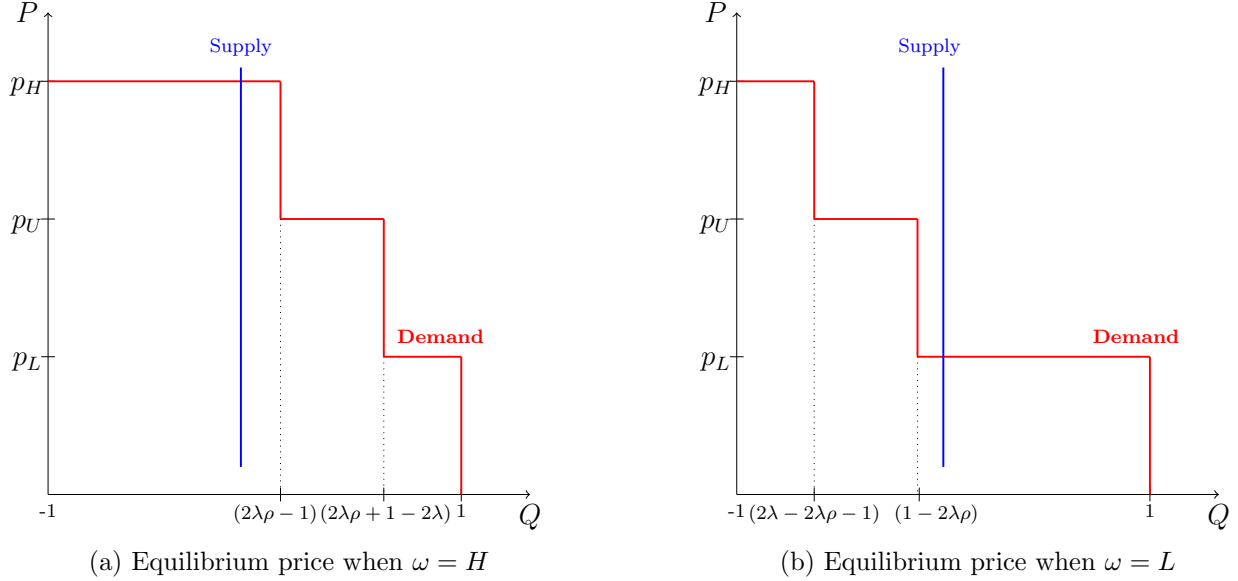 P
Supply
p_H
p_U
Demand
p_L
-1
(2λρ − 1)
(2λρ + 1 − 2λ)
1
Q
(a) Equilibrium price when ω = H
P
Supply
p_H
p_U
Demand
p_L
-1
(2λ − 2λρ − 1)
(1 − 2λρ)
1
Q
(b) Equilibrium price when ω = L